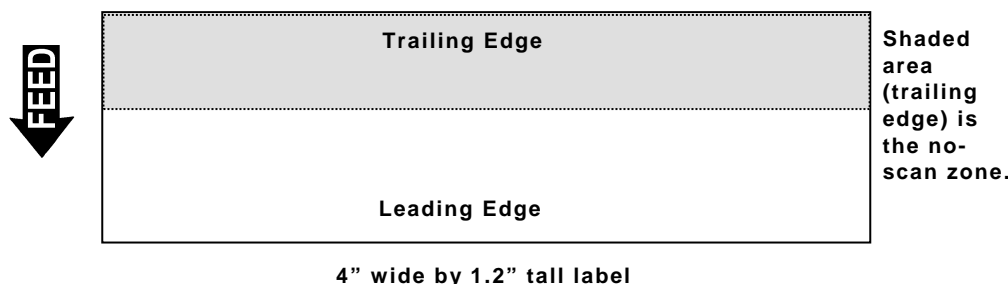 FEED
Trailing Edge
Shaded
area
(trailing
edge) is
the no-
scan zone.
Leading Edge
4” wide by 1.2” tall label